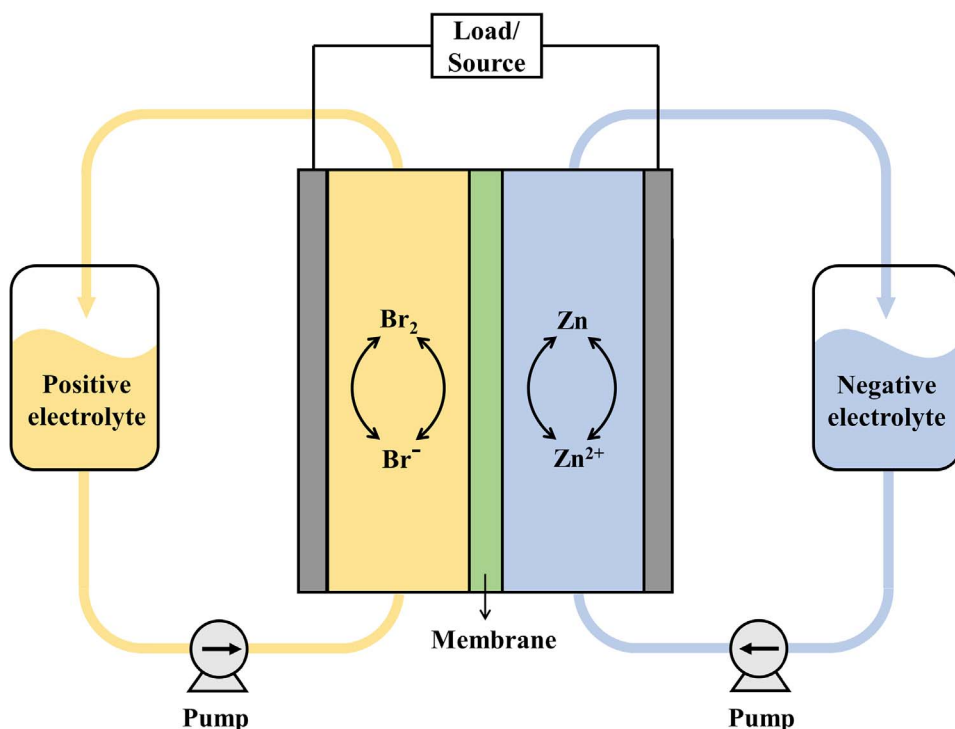 Load/
Source
Br₂
Zn
Positive
electrolyte
Negative
electrolyte
Br⁻
Zn²⁺
Membrane
Pump
Pump